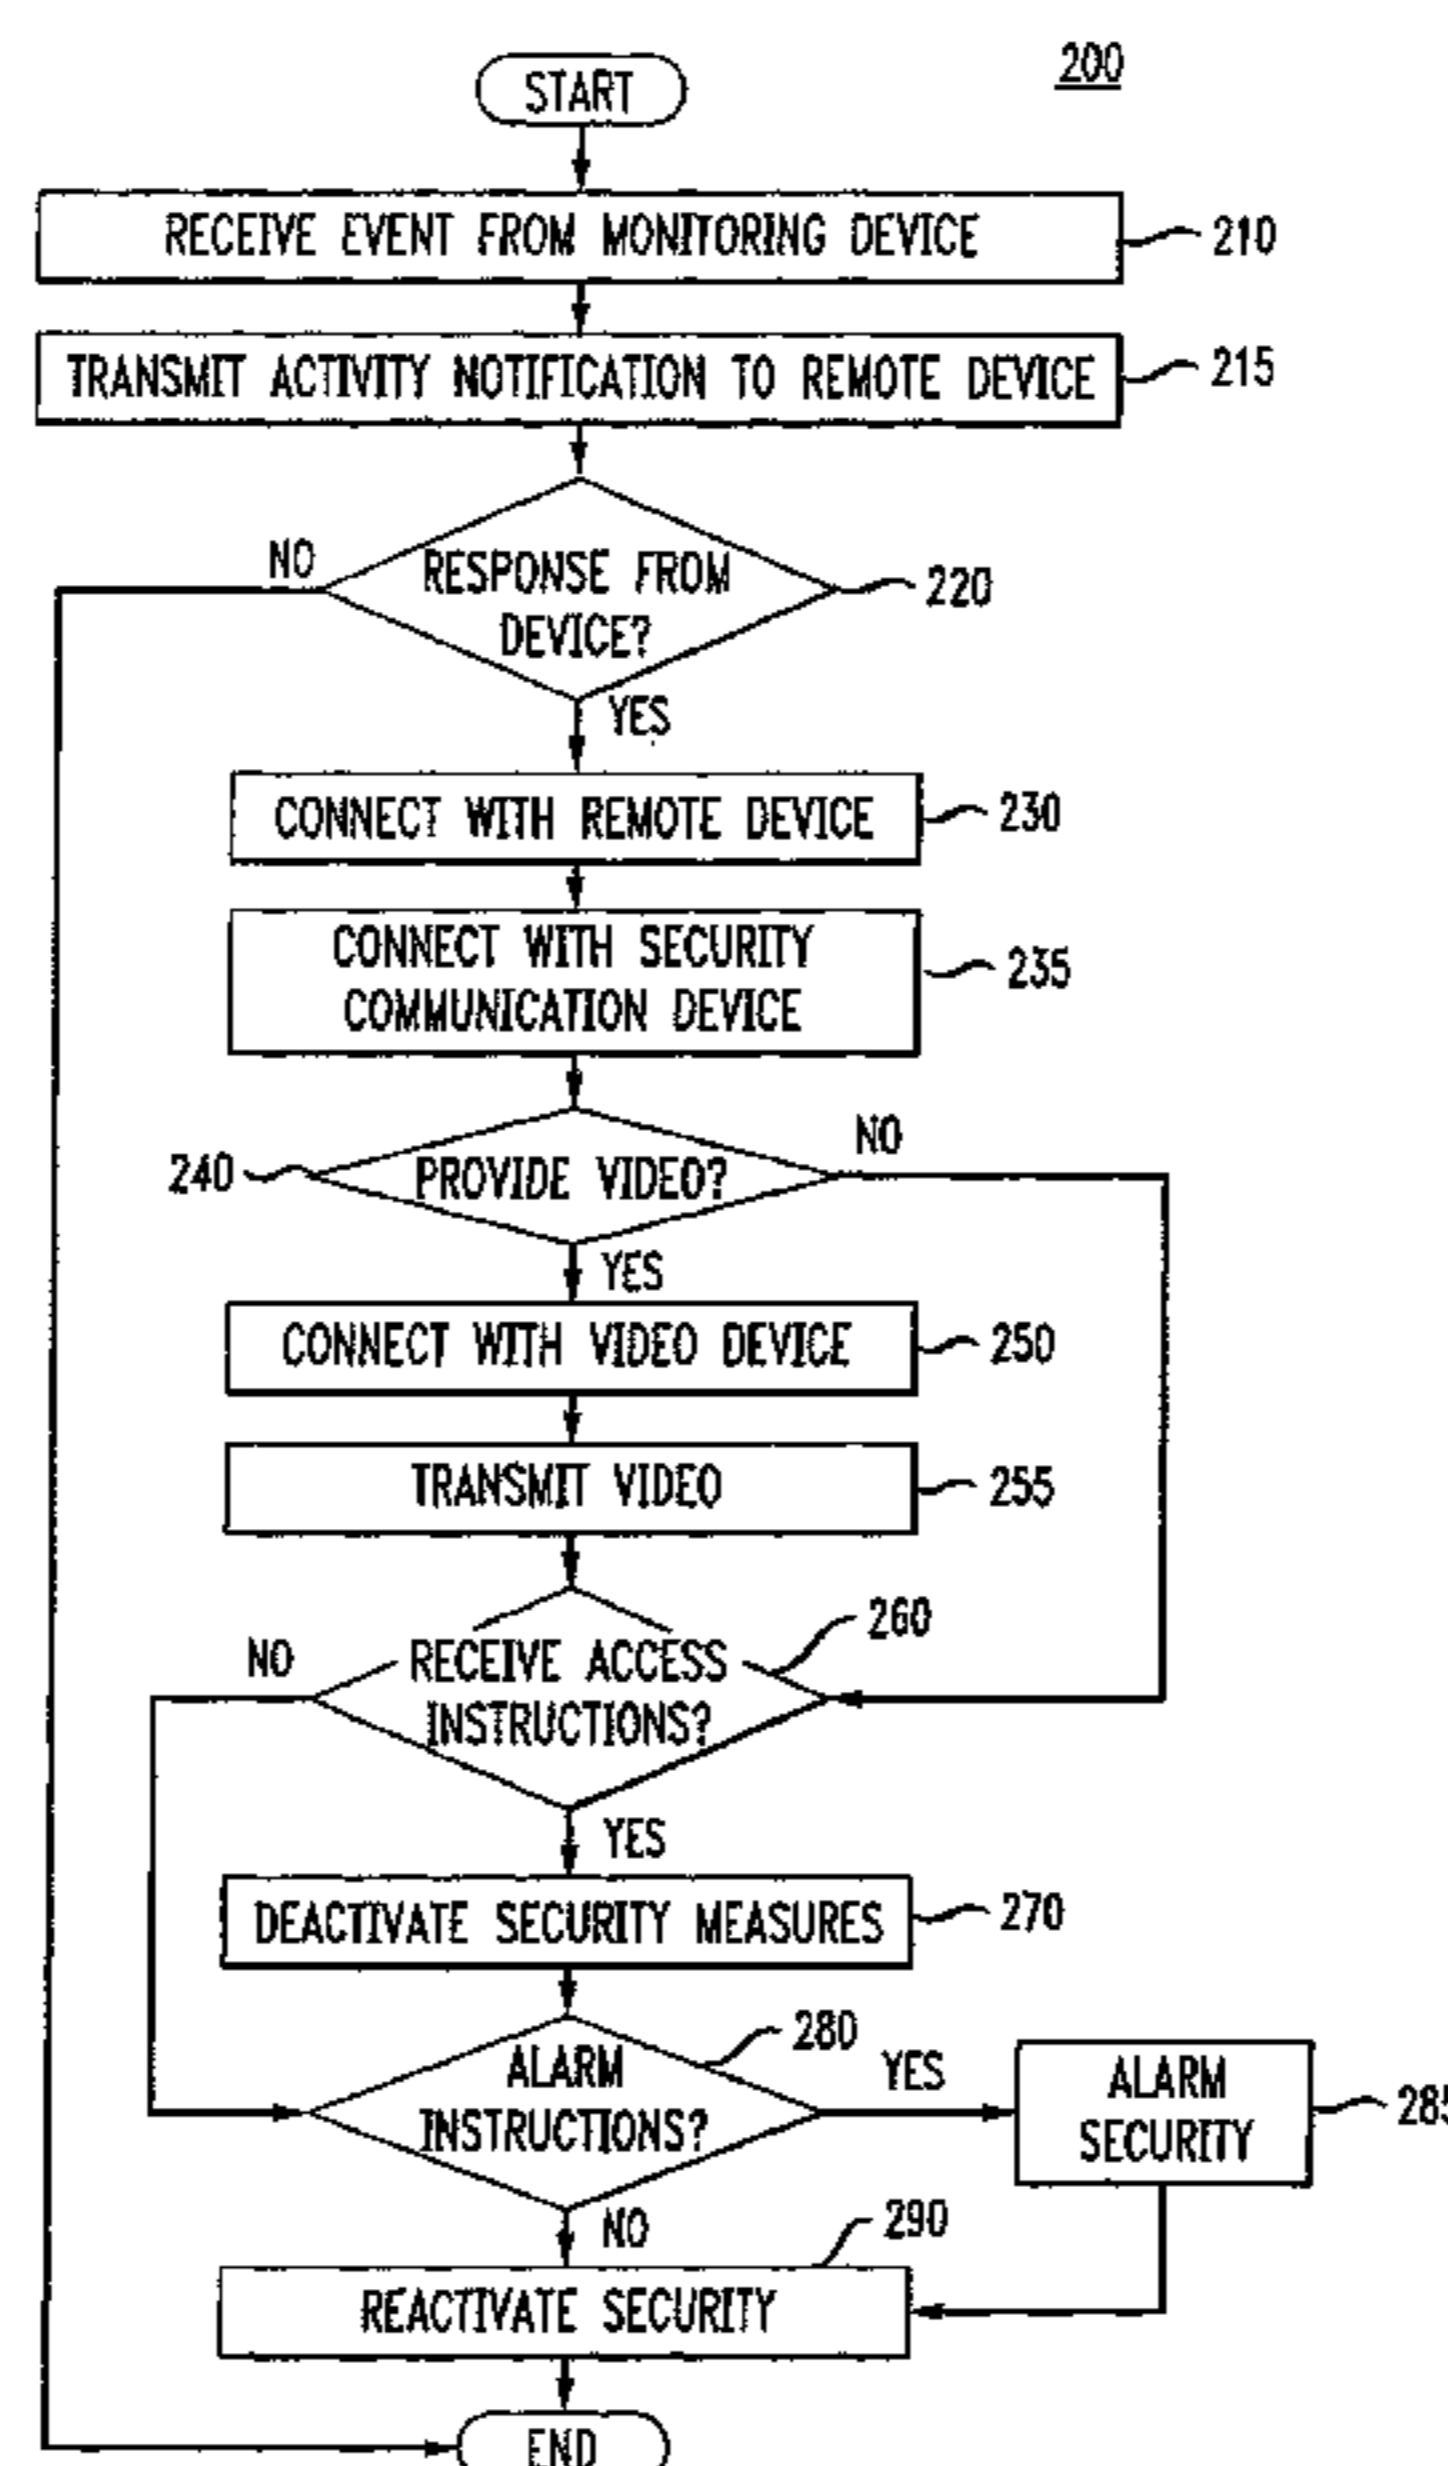 200
START
RECEIVE EVENT FROM MONITORING DEVICE
210
TRANSMIT ACTIVITY NOTIFICATION TO REMOTE DEVICE
215
NO
RESPONSE FROM
DEVICE?
220
YES
CONNECT WITH REMOTE DEVICE
230
CONNECT WITH SECURITY
COMMUNICATION DEVICE
235
240
PROVIDE VIDEO?
NO
YES
CONNECT WITH VIDEO DEVICE
250
TRANSMIT VIDEO
255
260
NO
RECEIVE ACCESS
INSTRUCTIONS?
YES
DEACTIVATE SECURITY MEASURES
270
280
ALARM
INSTRUCTIONS?
YES
ALARM
SECURITY
285
NO
290
REACTIVATE SECURITY
END